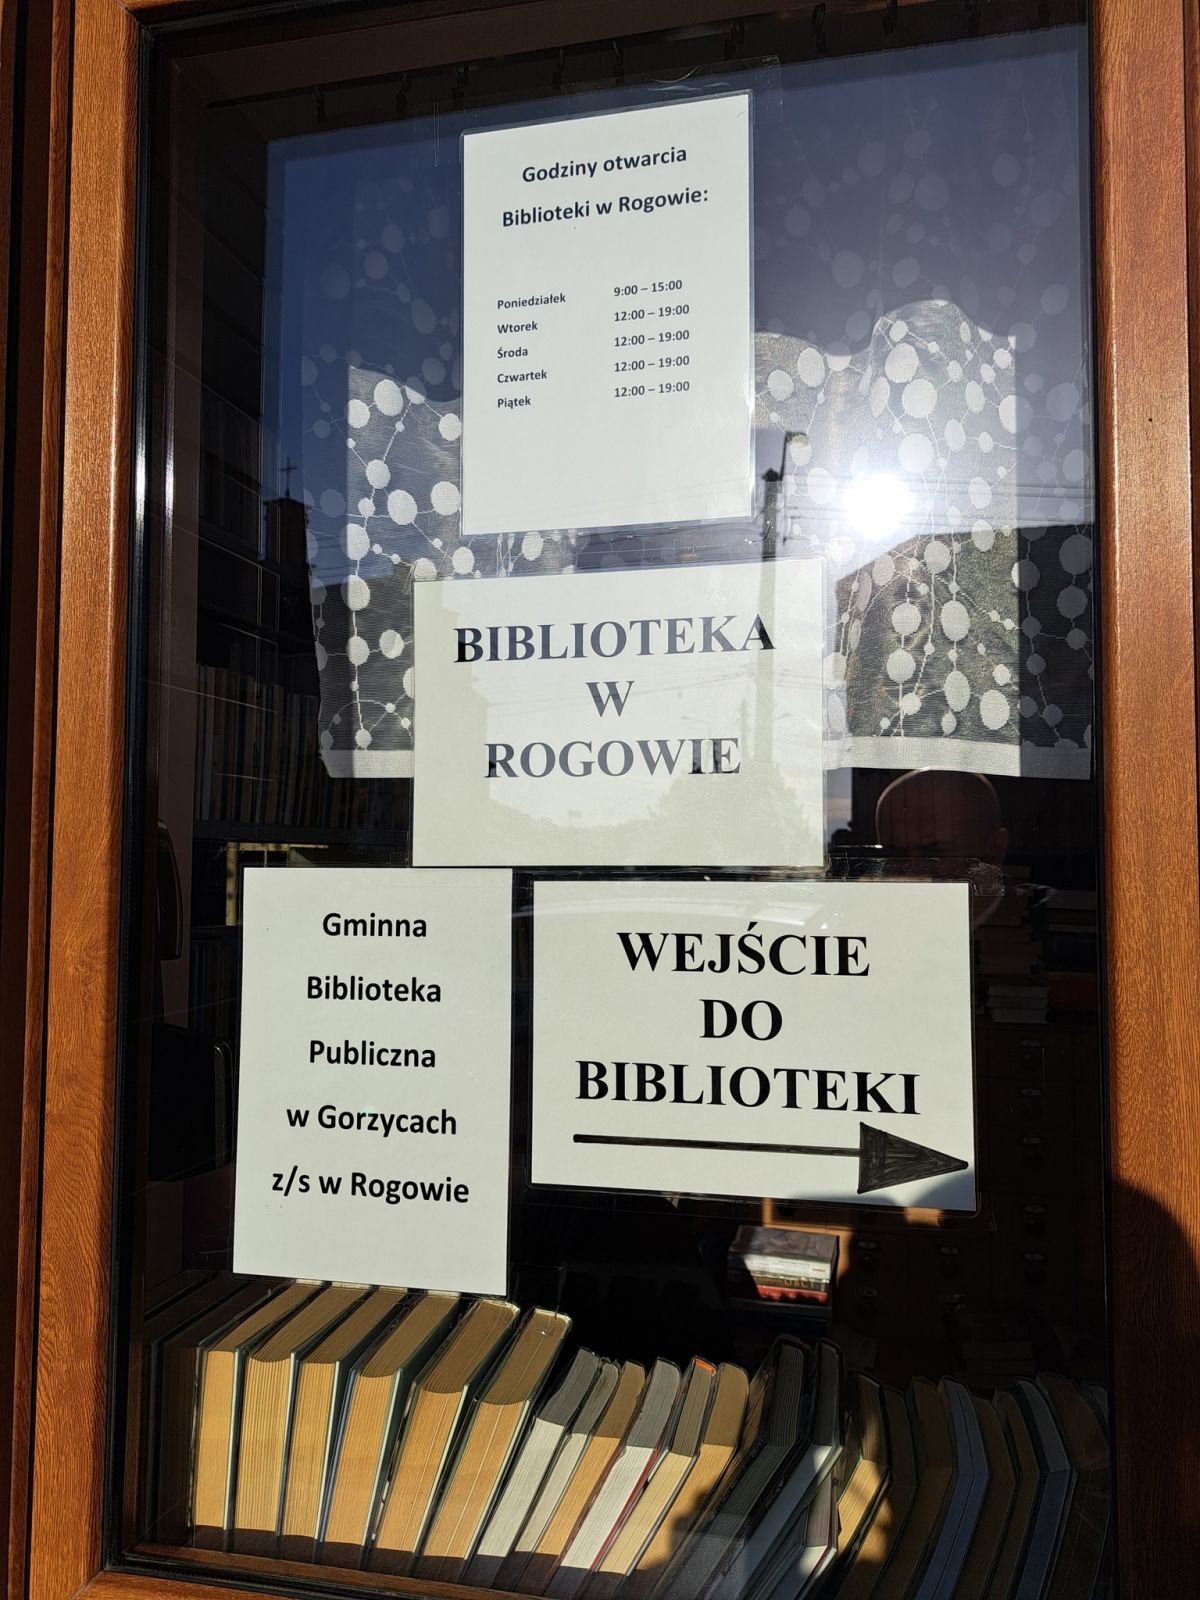 Godziny otwarcia
Biblioteki w Rogowie:
Poniedziałek 9:00 – 15:00
Wtorek 12:00 – 19:00
Środa 12:00 – 19:00
Czwartek 12:00 – 19:00
Piątek 12:00 – 19:00
BIBLIOTEKA
W
ROGOWIE
Gminna
Biblioteka
Publiczna
w Gorzycach
z/s w Rogowie
WEJŚCIE
DO
BIBLIOTEKI